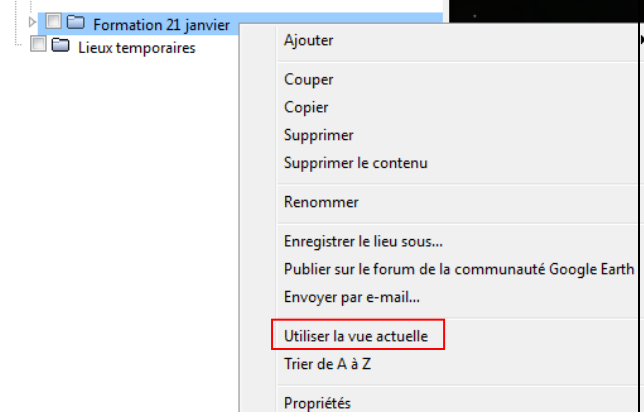 Formation 21 janvier
Lieux temporaires
Ajouter
Couper
Copier
Supprimer
Supprimer le contenu
Renommer
Enregistrer le lieu sous...
Publier sur le forum de la communauté Google Earth
Envoyer par e-mail...
Utiliser la vue actuelle
Trier de A à Z
Propriétés